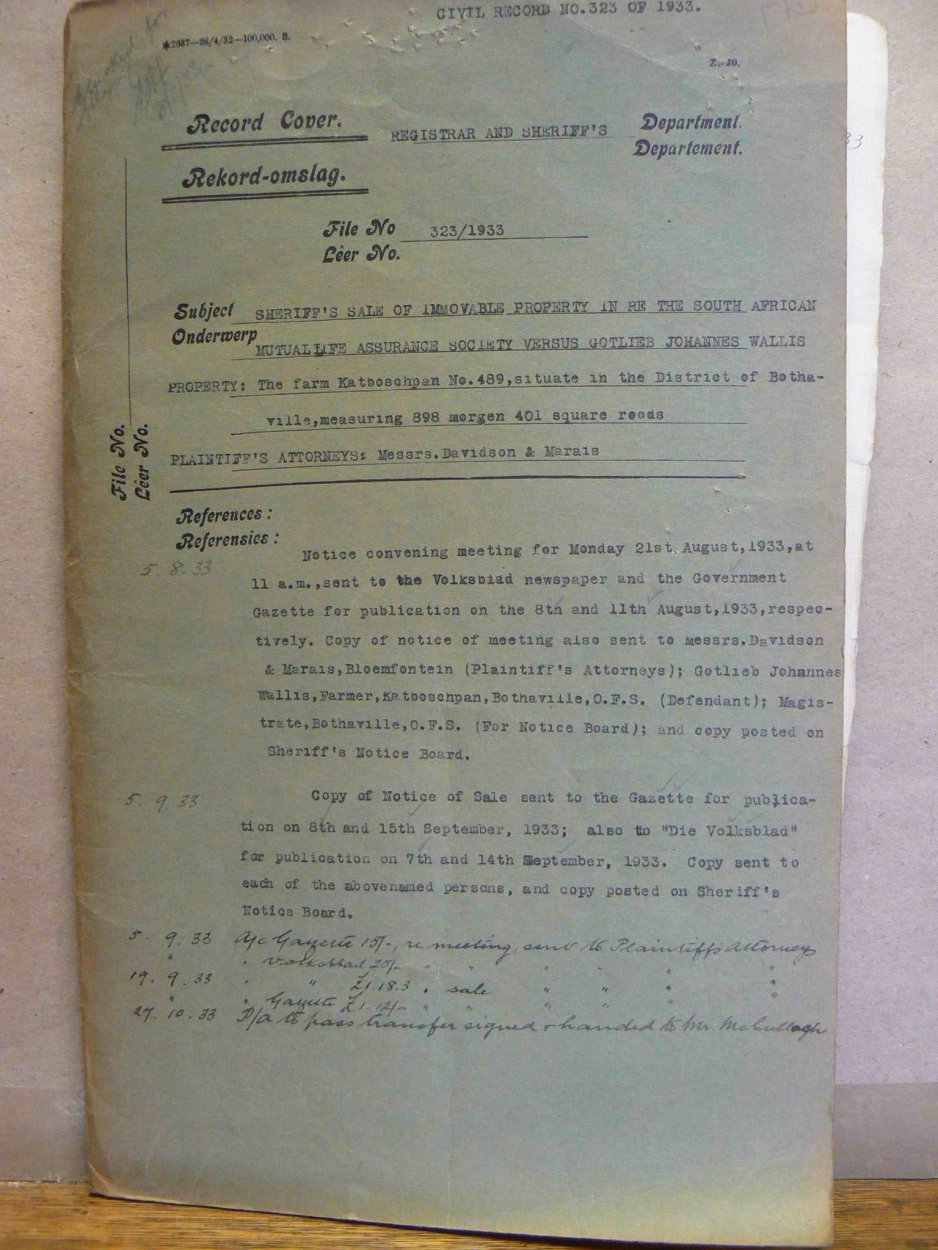 CIVIL RECORD NO.323 OF 1933.
*2687—28/4/32—100,000. S.
Z. 20.
Record Cover.
REGISTRAR AND SHERIFF'S
Department.
Departement.
Rekord-omslag.
File No 323/1933
Lêer No.
Subject SHERIFF'S SALE OF IMMOVABLE PROPERTY IN RE THE SOUTH AFRICAN
Onderwerp
MUTUAL LIFE ASSURANCE SOCIETY VERSUS GOTLIEB JOHANNES WALLIS
PROPERTY: The farm Katboschpan No.489,situate in the District of Botha-
ville,measuring 898 morgen 401 square roods
PLAINTIFF'S ATTORNEYS: Messrs.Davidson & Marais
File No.
Lêer No.
References:
Referensies:
5. 8. 33
Notice convening meeting for Monday 21st August,1933,at
11 a.m.,sent to the Volksblad newspaper and the Government
Gazette for publication on the 8th and 11th August,1933,respec-
tively. Copy of notice of meeting also sent to Messrs.Davidson
& Marais,Bloemfontein (Plaintiff's Attorneys); Gotlieb Johannes
Wallis,Farmer,Katboschpan,Bothaville,O.F.S. (Defendant); Magis-
trate,Bothaville,O.F.S. (For Notice Board); and copy posted on
Sheriff's Notice Board.
5. 9. 33
Copy of Notice of Sale sent to the Gazette for publica-
tion on 8th and 15th September, 1933; also to "Die Volksblad"
for publication on 7th and 14th September, 1933. Copy sent to
each of the abovenamed persons, and copy posted on Sheriff's
Notice Board.
5. 9. 33 A/c Gazette 15/-, re meeting, sent to Plaintiff's Attorneys
" " Volksblad 20/- " " " " " "
19. 9. 33 " " £1.18.3 " sale " " " "
" " Gazette £1.12/- " " " " " "
27. 10. 33 P/a to pass transfer signed & handed to Mr. McCullagh